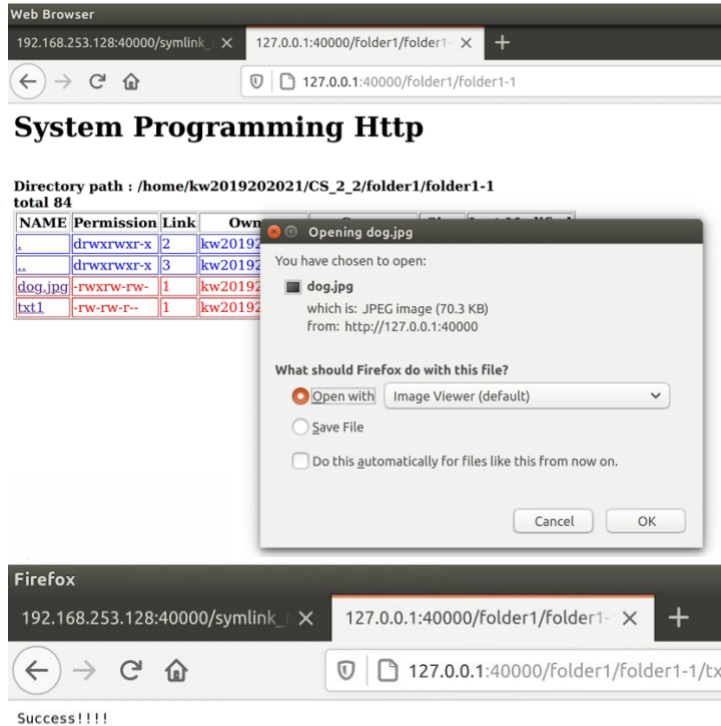 Web Browser
192.168.253.128:40000/symlink_
127.0.0.1:40000/folder1/folder1-
127.0.0.1:40000/folder1/folder1-1
System Programming Http
Directory path : /home/kw2019202021/CS_2_2/folder1/folder1-1
total 84
NAME Permission Link
. drwxrwxr-x 2
.. drwxrwxr-x 3
dog.jpg -rwxrw-rw- 1
txt1 -rw-rw-r-- 1
Opening dog.jpg
You have chosen to open:
dog.jpg
which is: JPEG image (70.3 KB)
from: http://127.0.0.1:40000
What should Firefox do with this file?
Open with Image Viewer (default)
Save File
Do this automatically for files like this from now on.
Cancel OK
Firefox
192.168.253.128:40000/symlink_
127.0.0.1:40000/folder1/folder1-
127.0.0.1:40000/folder1/folder1-1/tx
Success!!!!